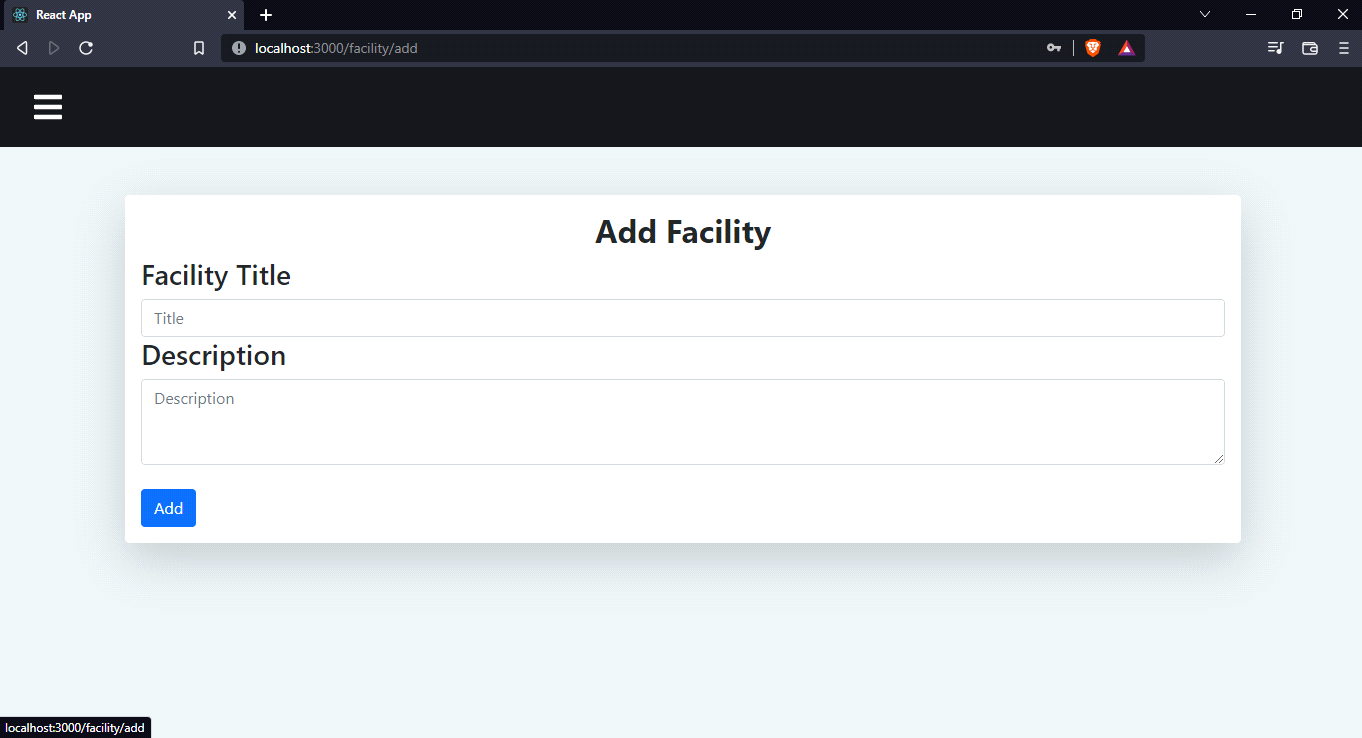 React App
localhost:3000/facility/add
Add Facility
Facility Title
Title
Description
Description
Add
localhost:3000/facility/add